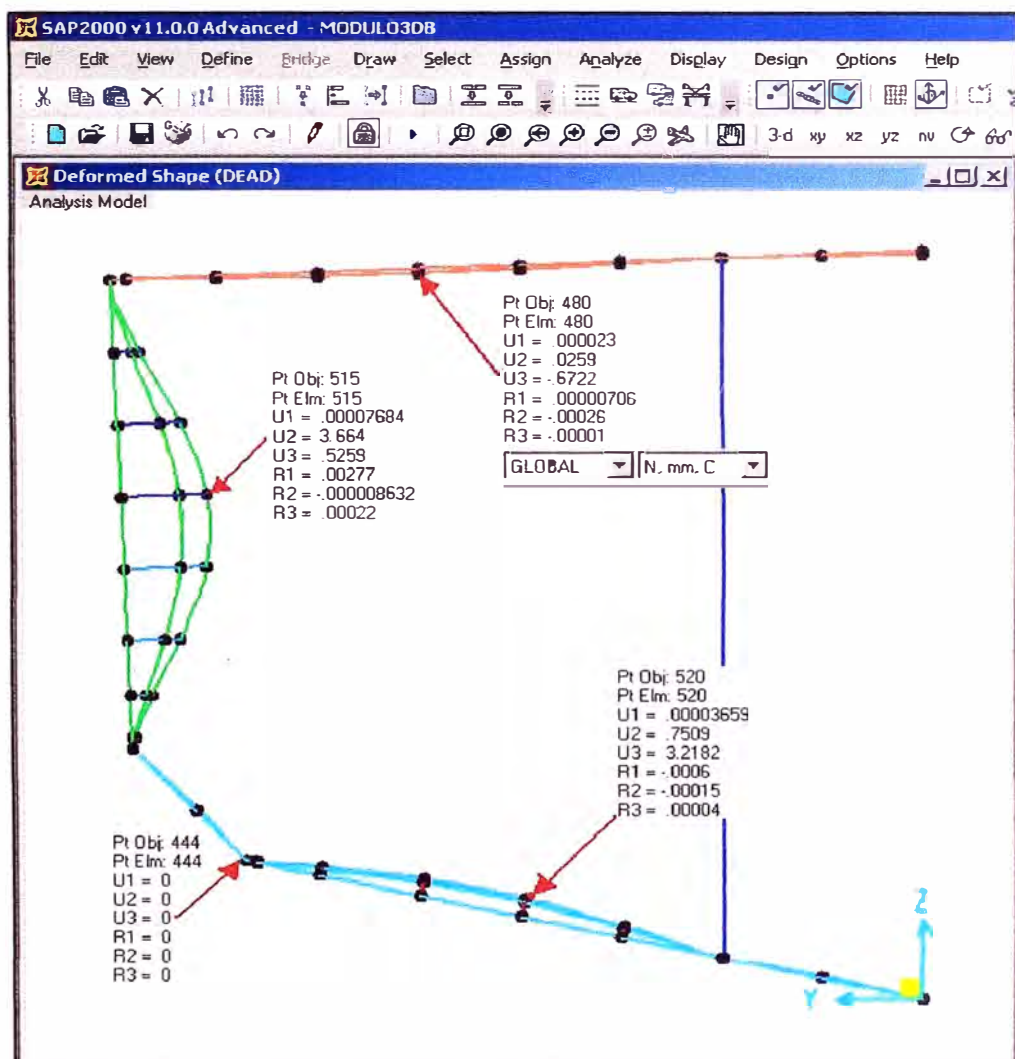 SAP2000 v11.0.0 Advanced - MODULO3DB
File Edit View Define Bridge Draw Select Assign Analyze Display Design Options Help
3-d xy xz yz nv
Deformed Shape (DEAD)
Analysis Model
Pt Obj: 480
Pt Elm: 480
U1 = .000023
U2 = .0259
U3 = -.6722
R1 = .00000706
R2 = -.00026
R3 = -.00001
GLOBAL N, mm, C
Pt Obj: 515
Pt Elm: 515
U1 = .00007684
U2 = 3.664
U3 = .5259
R1 = .00277
R2 = -.000008632
R3 = .00022
Pt Obj: 520
Pt Elm: 520
U1 = .00003659
U2 = .7509
U3 = 3.2182
R1 = -.0006
R2 = -.00015
R3 = .00004
Pt Obj: 444
Pt Elm: 444
U1 = 0
U2 = 0
U3 = 0
R1 = 0
R2 = 0
R3 = 0
Z
Y